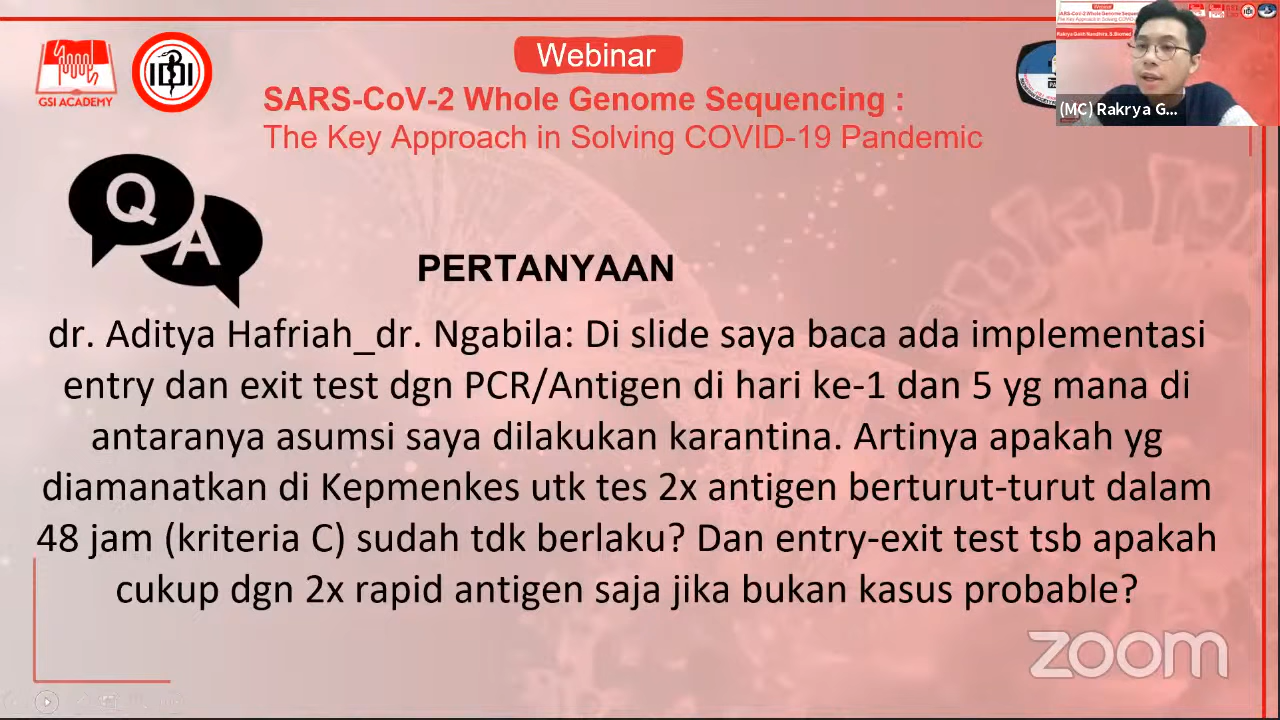 Webinar
SARS-CoV-2 Whole Genome Sequencing :
The Key Approach in Solving COVID-19 Pandemic
GSI ACADEMY
IDI
(MC) Rakrya G...
Q
A
PERTANYAAN
dr. Aditya Hafriah_dr. Ngabila: Di slide saya baca ada implementasi
entry dan exit test dgn PCR/Antigen di hari ke-1 dan 5 yg mana di
antaranya asumsi saya dilakukan karantina. Artinya apakah yg
diamanatkan di Kepmenkes utk tes 2x antigen berturut-turut dalam
48 jam (kriteria C) sudah tdk berlaku? Dan entry-exit test tsb apakah
cukup dgn 2x rapid antigen saja jika bukan kasus probable?
zoom